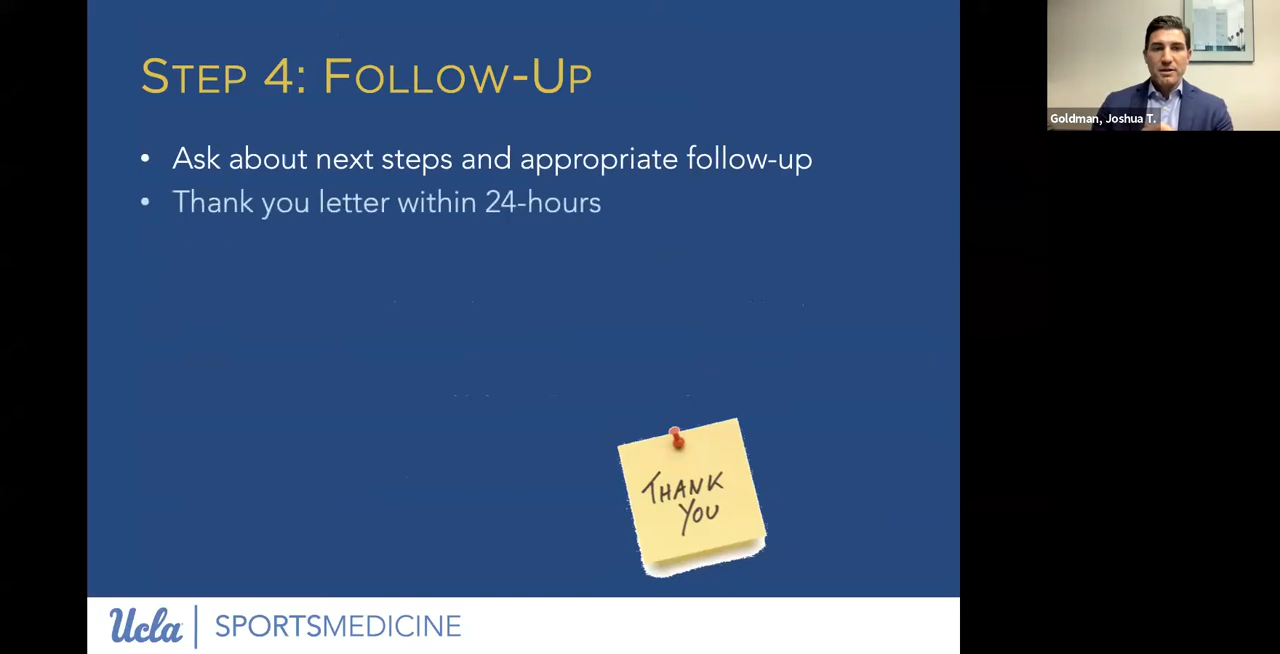 STEP 4: FOLLOW-UP
• Ask about next steps and appropriate follow-up
• Thank you letter within 24-hours
THANK
YOU
Ucla | SPORTSMEDICINE
Goldman, Joshua T.